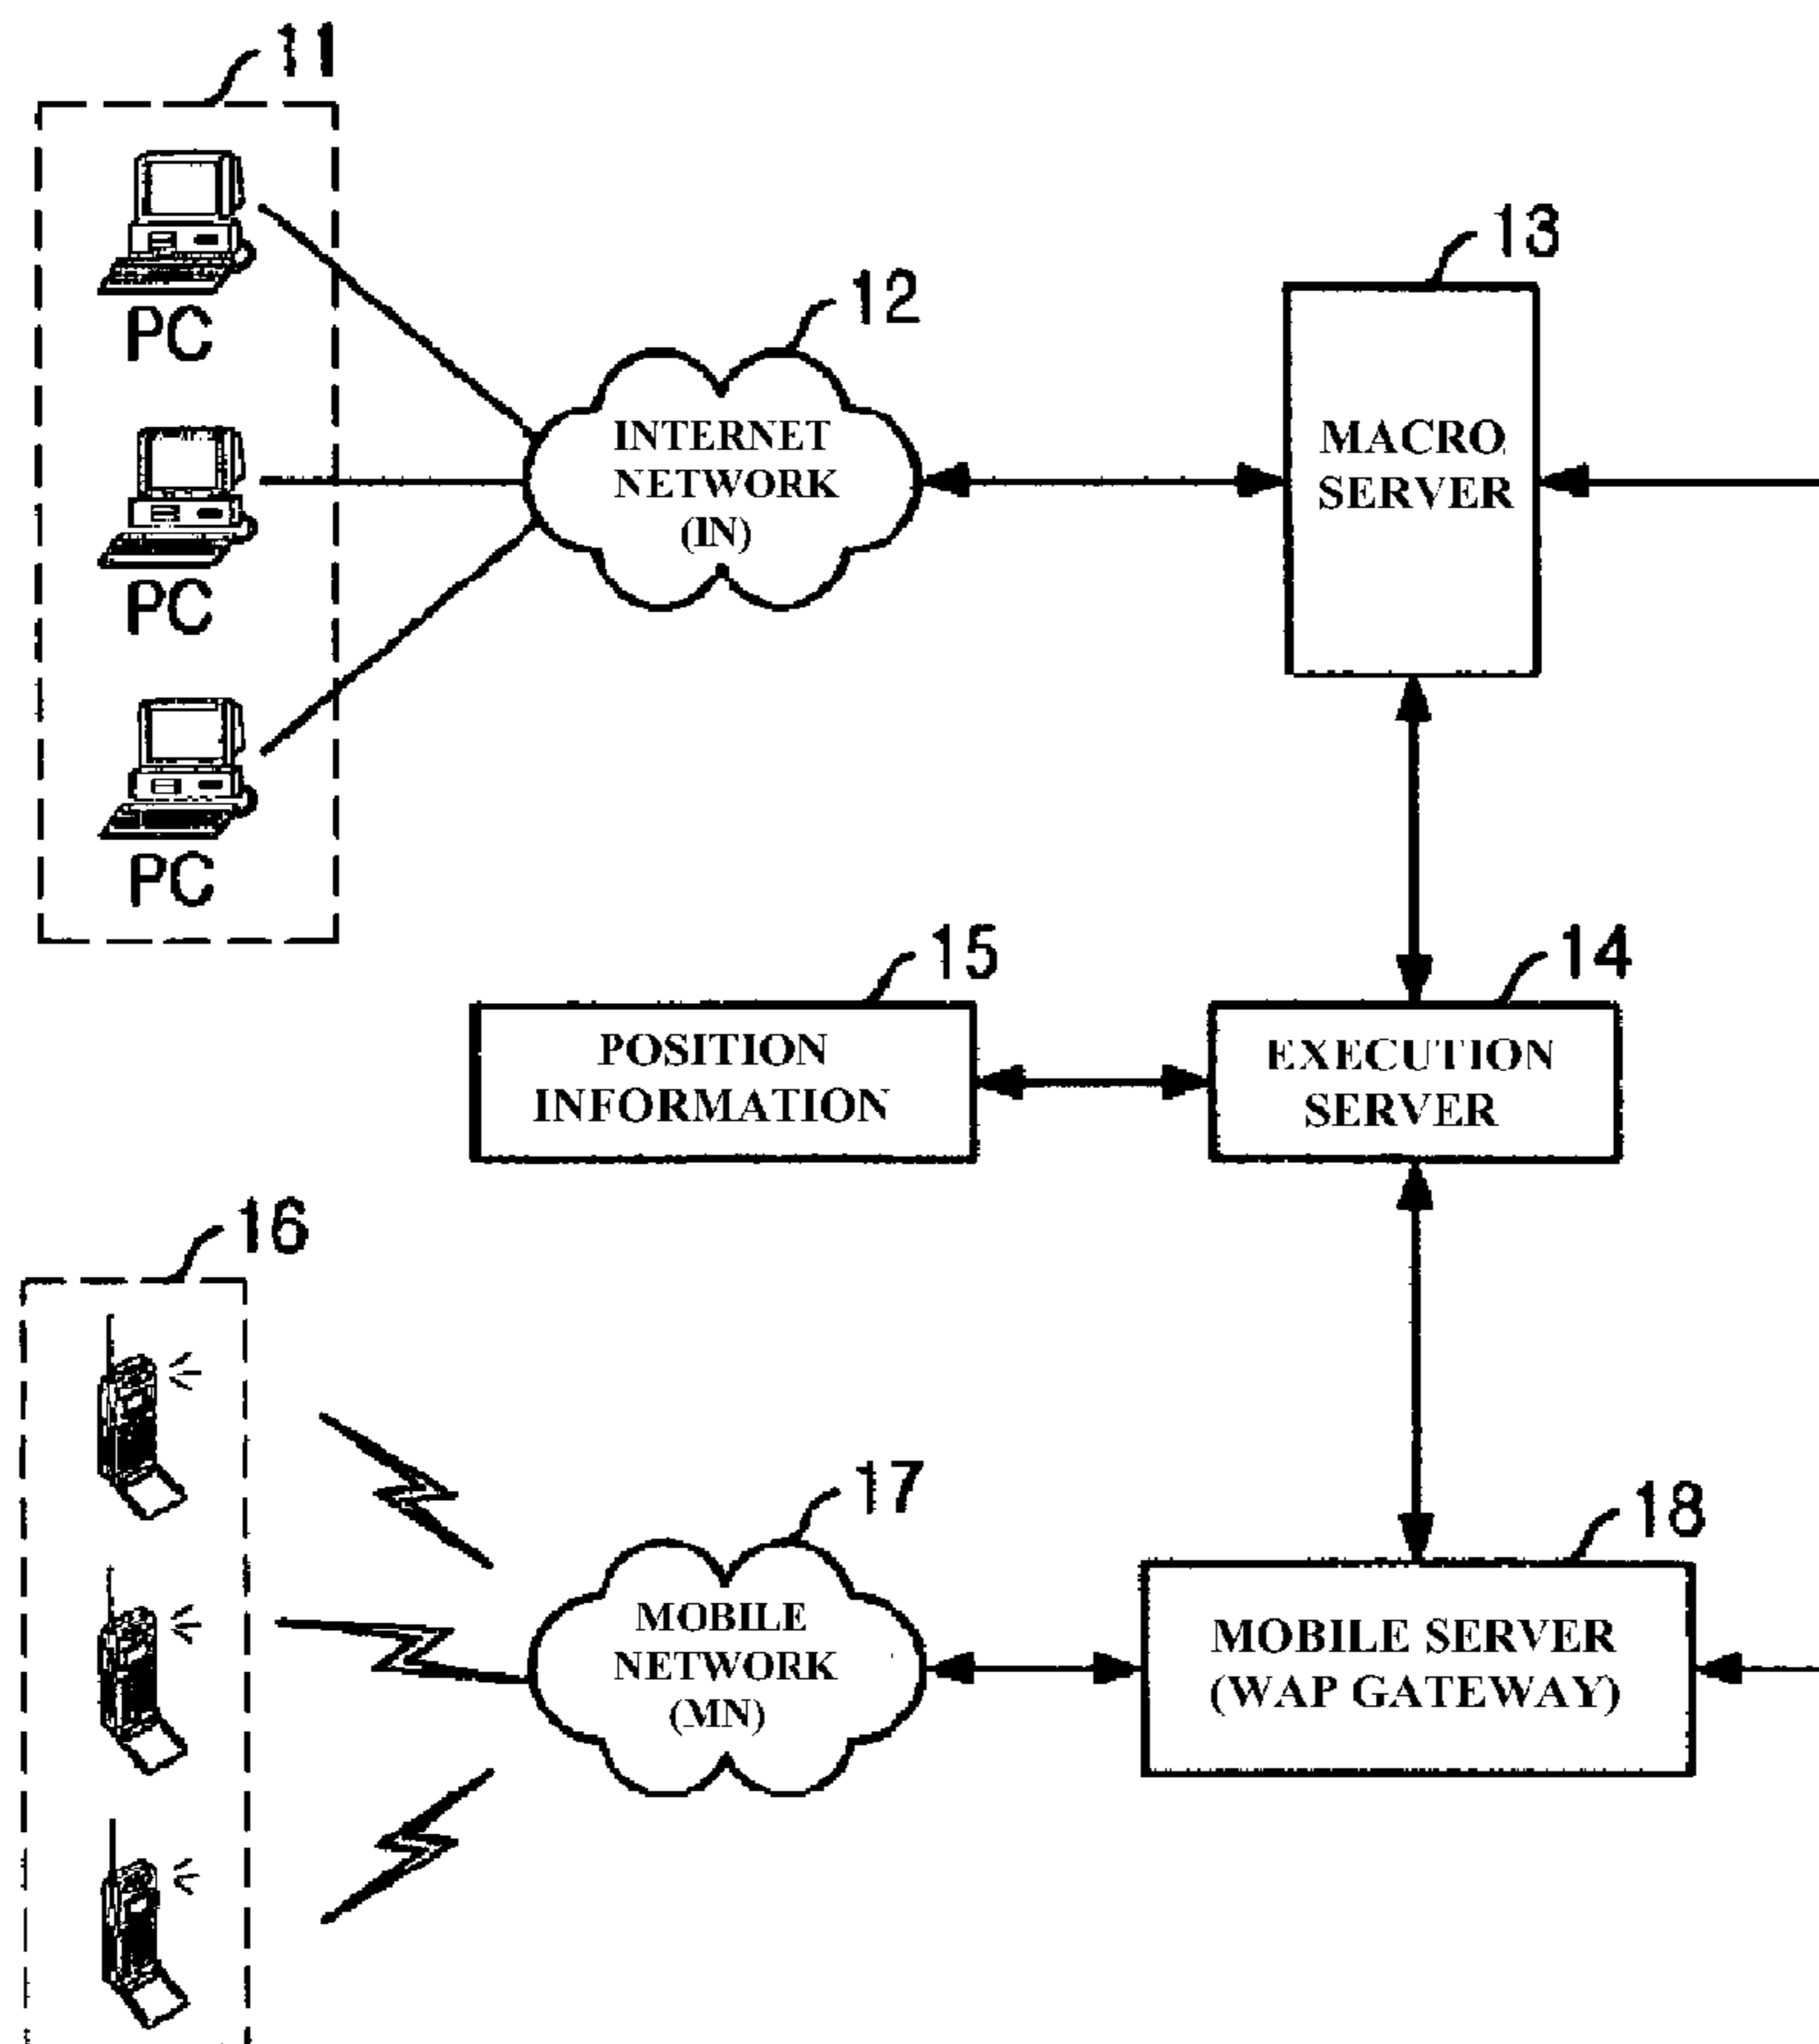 11
PC
PC
PC
12
INTERNET
NETWORK
(IN)
13
MACRO
SERVER
15
POSITION
INFORMATION
14
EXECUTION
SERVER
16
17
MOBILE
NETWORK
(MN)
18
MOBILE SERVER
(WAP GATEWAY)